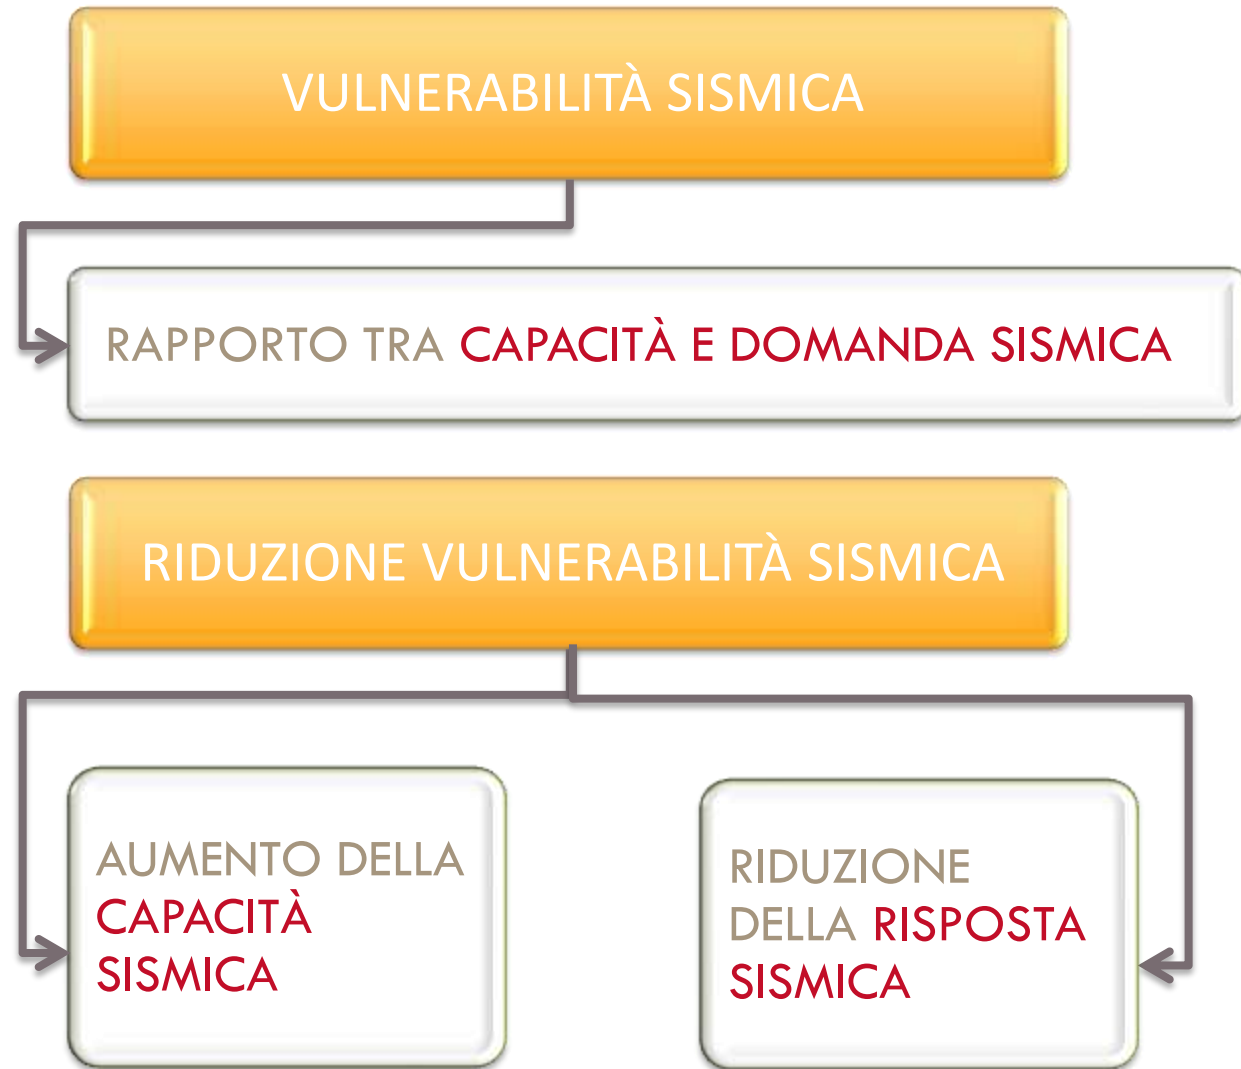 VULNERABILITÀ SISMICA
RAPPORTO TRA CAPACITÀ E DOMANDA SISMICA
RIDUZIONE VULNERABILITÀ SISMICA
AUMENTO DELLA
CAPACITÀ
SISMICA
RIDUZIONE
DELLA RISPOSTA
SISMICA